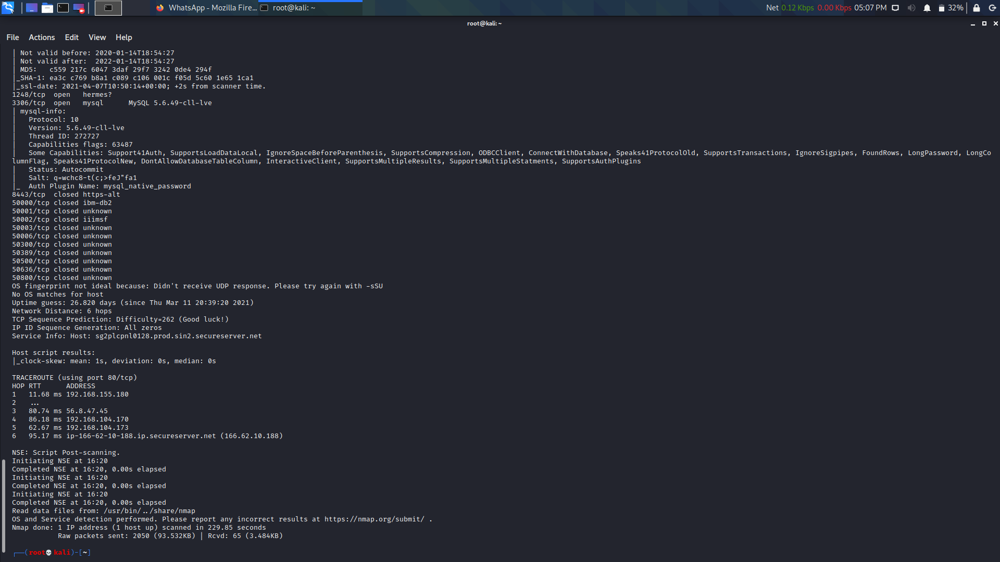 WhatsApp - Mozilla Fire...
root@kali: ~
Net 0.12 Kbps 0.00 Kbps 05:07 PM 32%
root@kali: ~
File Actions Edit View Help
| Not valid before: 2020-01-14T18:54:27
| Not valid after:  2022-01-14T18:54:27
| MD5:   c559 217c 6047 3daf 29f7 3242 0de4 294f
|_SHA-1: ea3c c769 b8a1 c089 c106 001c f05d 5c60 1e65 1ca1
|_ssl-date: 2021-04-07T10:50:14+00:00; +2s from scanner time.
1248/tcp  open   hermes?
3306/tcp  open   mysql      MySQL 5.6.49-cll-lve
| mysql-info:
|   Protocol: 10
|   Version: 5.6.49-cll-lve
|   Thread ID: 272727
|   Capabilities flags: 63487
|   Some Capabilities: Support41Auth, SupportsLoadDataLocal, IgnoreSpaceBeforeParenthesis, SupportsCompression, ODBCClient, ConnectWithDatabase, Speaks41ProtocolOld, SupportsTransactions, IgnoreSigpipes, FoundRows, LongPassword, LongCo
lumnFlag, Speaks41ProtocolNew, DontAllowDatabaseTableColumn, InteractiveClient, SupportsMultipleResults, SupportsMultipleStatments, SupportsAuthPlugins
|   Status: Autocommit
|   Salt: q=wchc8-t(c;>feJ"fa1
|_  Auth Plugin Name: mysql_native_password
8443/tcp  closed https-alt
50000/tcp closed ibm-db2
50001/tcp closed unknown
50002/tcp closed iiimsf
50003/tcp closed unknown
50006/tcp closed unknown
50300/tcp closed unknown
50389/tcp closed unknown
50500/tcp closed unknown
50636/tcp closed unknown
50800/tcp closed unknown
OS fingerprint not ideal because: Didn't receive UDP response. Please try again with -sSU
No OS matches for host
Uptime guess: 26.820 days (since Thu Mar 11 20:39:20 2021)
Network Distance: 6 hops
TCP Sequence Prediction: Difficulty=262 (Good luck!)
IP ID Sequence Generation: All zeros
Service Info: Host: sg2plcpnl0128.prod.sin2.secureserver.net
Host script results:
|_clock-skew: mean: 1s, deviation: 0s, median: 0s
TRACEROUTE (using port 80/tcp)
HOP RTT      ADDRESS
1   11.68 ms 192.168.155.180
2   ...
3   80.74 ms 56.8.47.45
4   86.18 ms 192.168.104.170
5   62.67 ms 192.168.104.173
6   95.17 ms ip-166-62-10-188.ip.secureserver.net (166.62.10.188)
NSE: Script Post-scanning.
Initiating NSE at 16:20
Completed NSE at 16:20, 0.00s elapsed
Initiating NSE at 16:20
Completed NSE at 16:20, 0.00s elapsed
Initiating NSE at 16:20
Completed NSE at 16:20, 0.00s elapsed
Read data files from: /usr/bin/../share/nmap
OS and Service detection performed. Please report any incorrect results at https://nmap.org/submit/ .
Nmap done: 1 IP address (1 host up) scanned in 229.85 seconds
           Raw packets sent: 2050 (93.532KB) | Rcvd: 65 (3.484KB)
┌──(root💀kali)-[~]